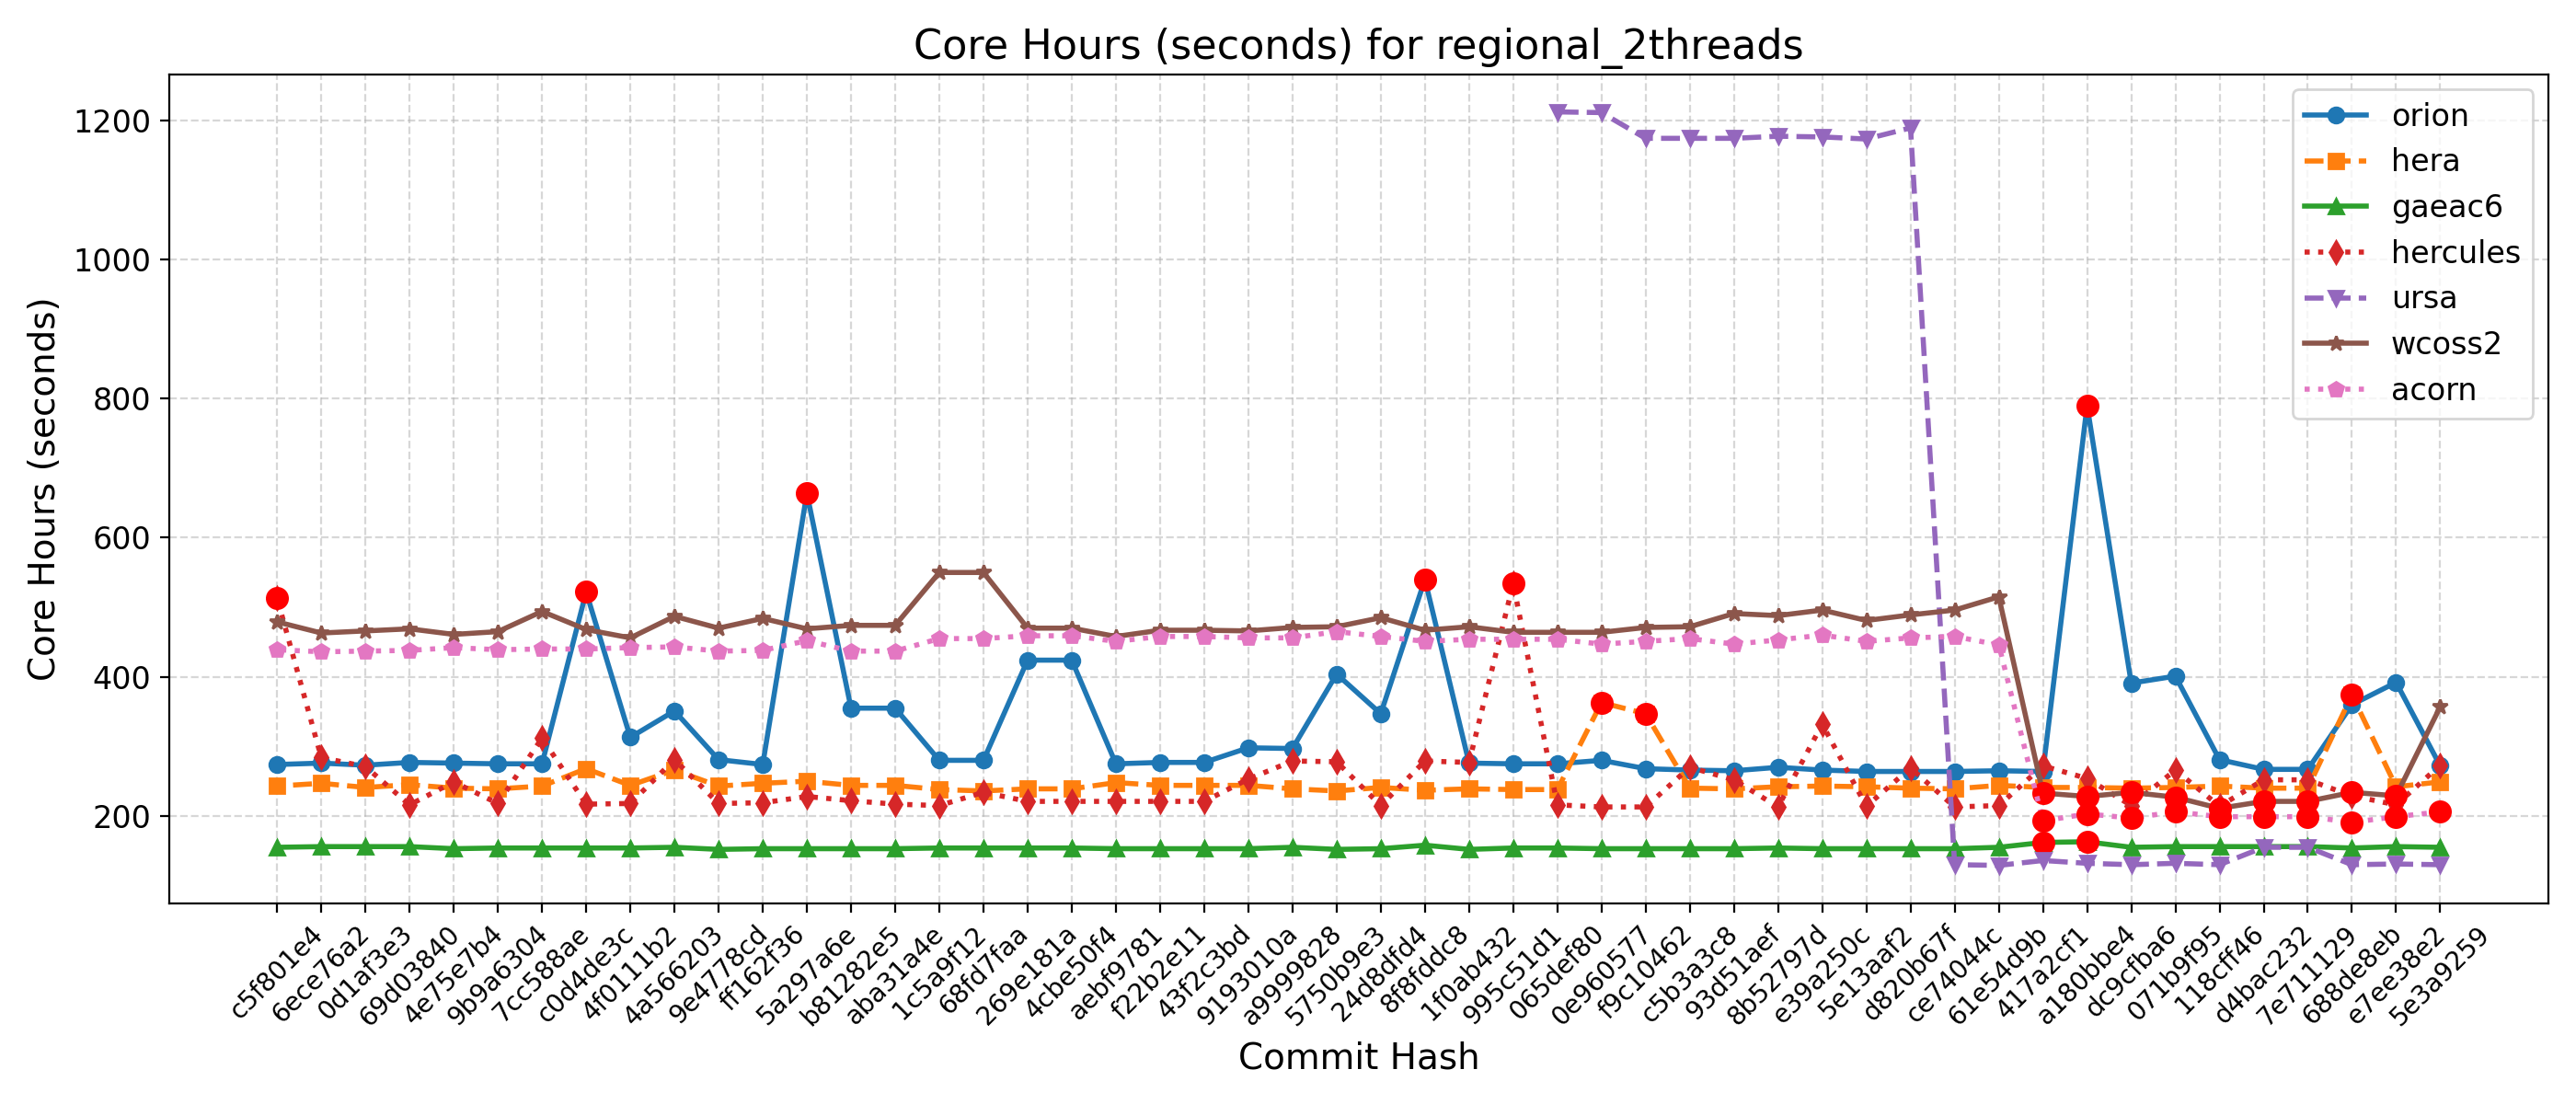 Core Hours (seconds) for regional_2threads
Core Hours (seconds)
1200
1000
800
600
400
200
orion
hera
gaeac6
hercules
ursa
wcoss2
acorn
c5f801e4
6ece76a2
0d1af3e3
69d03840
4e75e7b4
9b9a6304
7cc588ae
c0d4de3c
4f0111b2
4a566203
9e4778cd
ff162f36
5a297a6e
b81282e5
aba31a4e
1c5a9f12
68fd7faa
269e181a
4cbe50f4
aebf9781
f22b2e11
43f2c3bd
9193010a
a9999828
5750b9e3
24d8dfd4
8f8fddc8
1f0ab432
995c51d1
065def80
0e960577
f9c10462
c5b3a3c8
93d51aef
8b52797d
e39a250c
5e13aaf2
d820b67f
ce74044c
61e54d9b
417a2cf1
a180bbe4
dc9cfba6
071b9f95
118cff46
d4bac232
7e711129
688de8eb
e7ee38e2
5e3a9259
Commit Hash